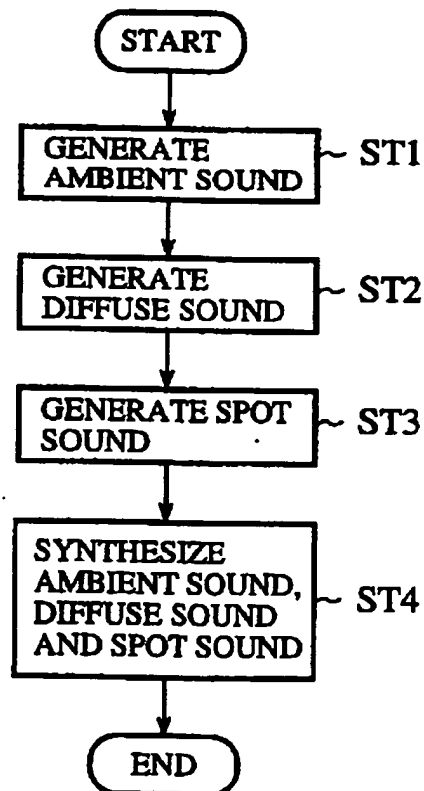 START
GENERATE
AMBIENT SOUND
ST1
GENERATE
DIFFUSE SOUND
ST2
GENERATE SPOT
SOUND
ST3
SYNTHESIZE
AMBIENT SOUND,
DIFFUSE SOUND
AND SPOT SOUND
ST4
END